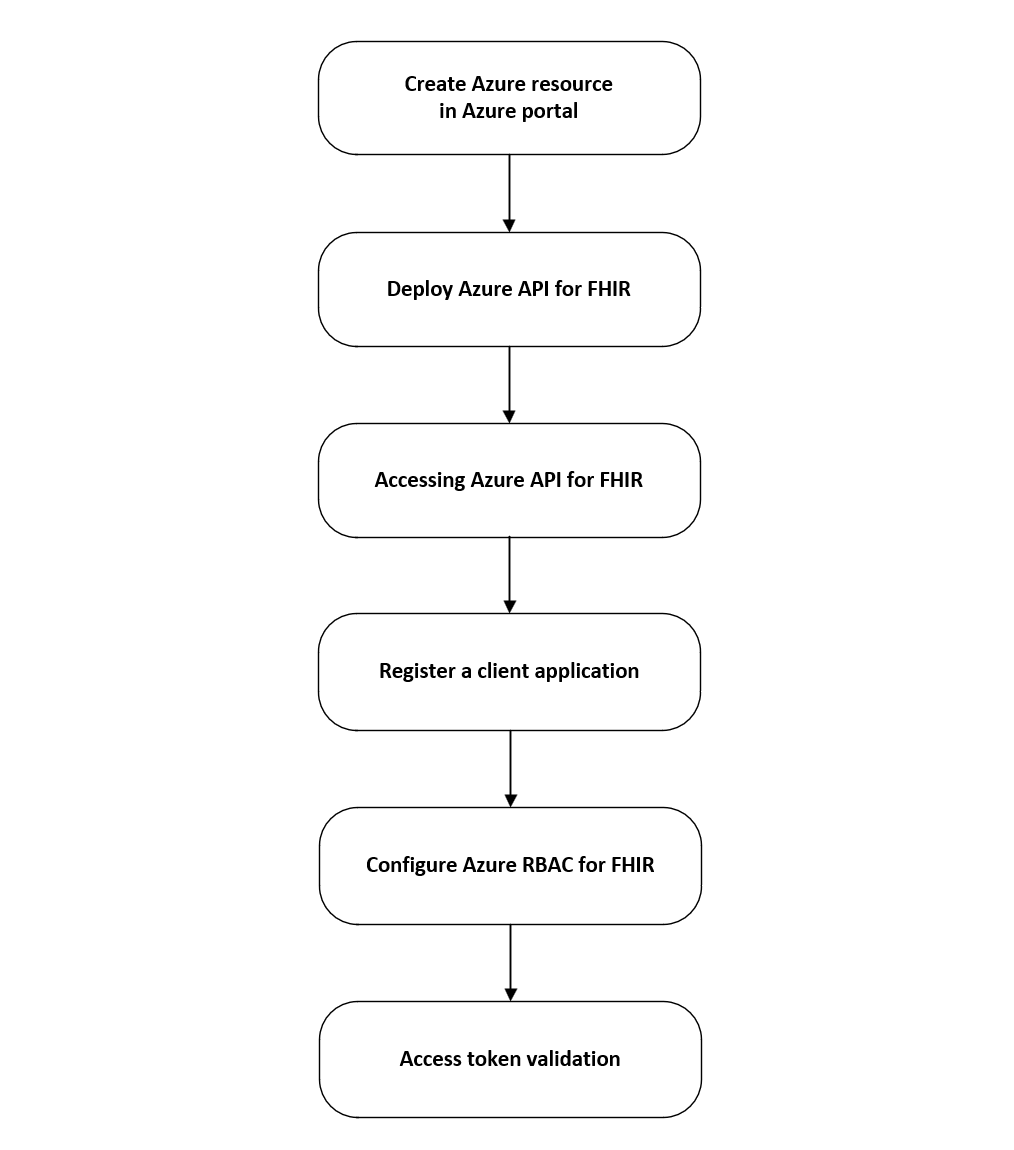 Create Azure resource
in Azure portal
Deploy Azure API for FHIR
Accessing Azure API for FHIR
Register a client application
Configure Azure RBAC for FHIR
Access token validation